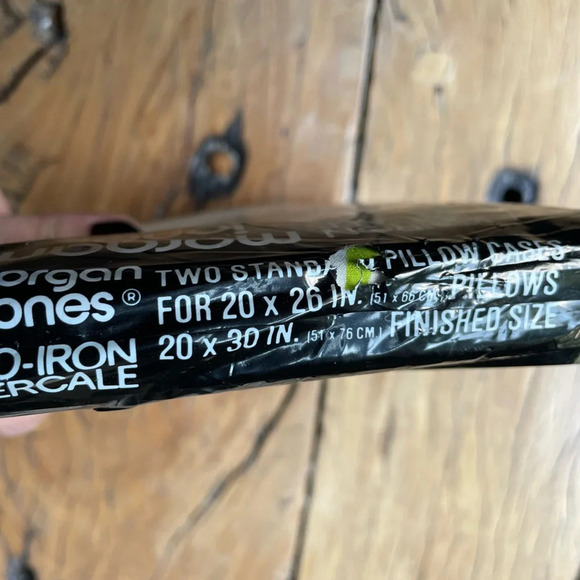 organ
ones®
O-IRON
ERCALE
TWO STANDA PILLOW CASES
FOR 20 x 26 IN. (51 x 66 CM.) PILLOWS
20 x 30 IN. (51 x 76 CM.) FINISHED SIZE